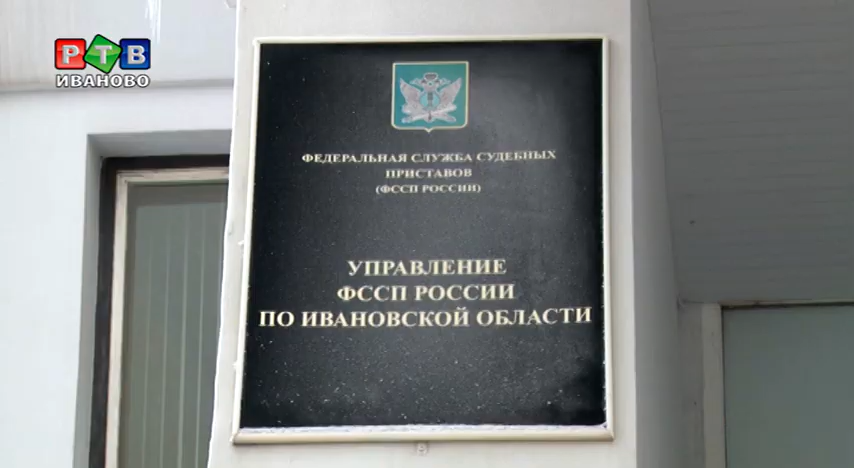 РТВ
ИВАНОВО
ФЕДЕРАЛЬНАЯ СЛУЖБА СУДЕБНЫХ
ПРИСТАВОВ
(ФССП РОССИИ)
УПРАВЛЕНИЕ
ФССП РОССИИ
ПО ИВАНОВСКОЙ ОБЛАСТИ